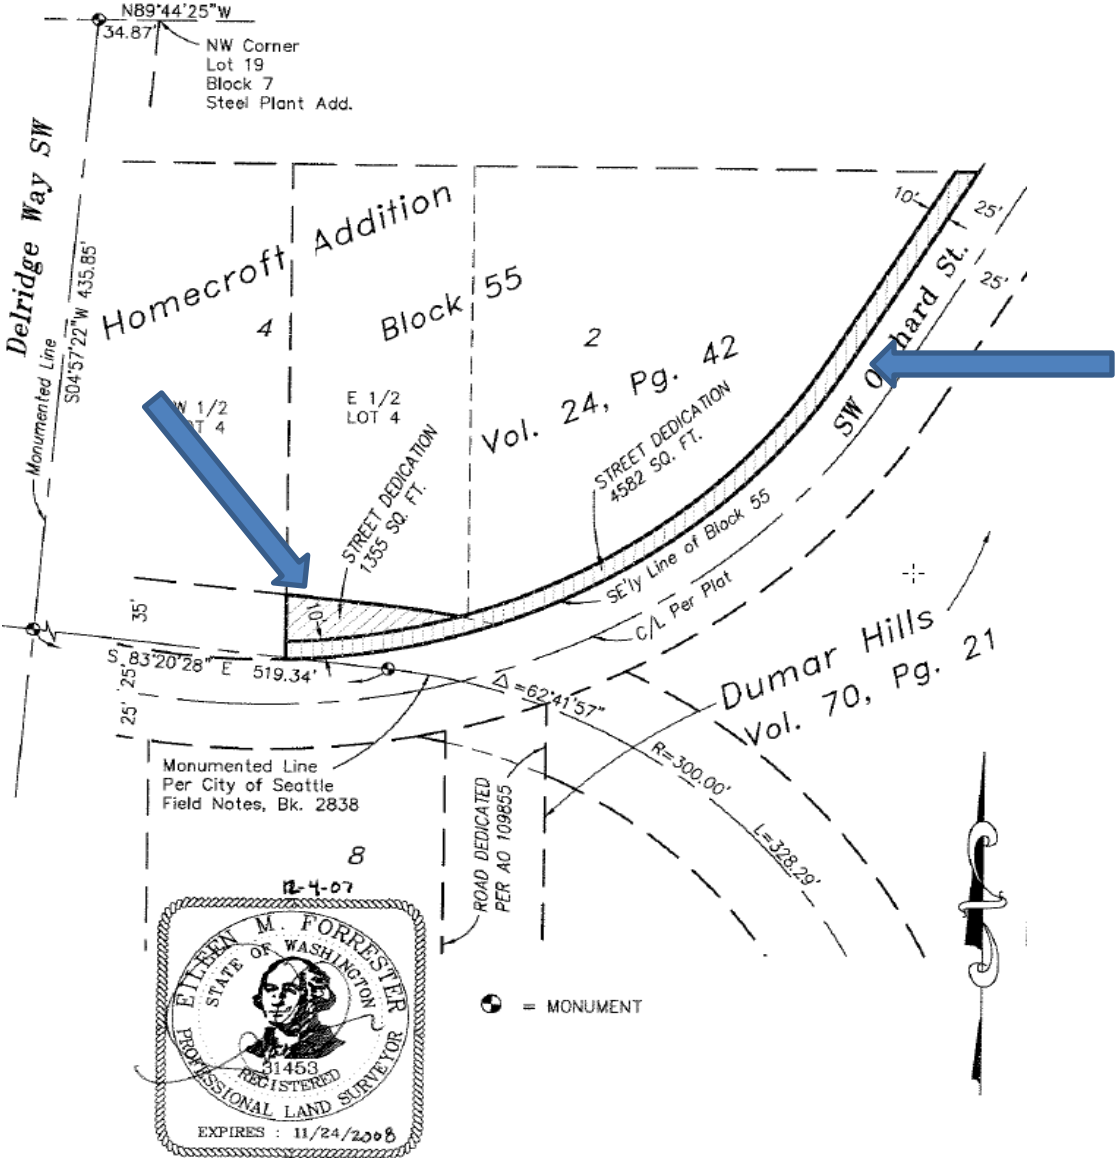 N89°44'25"W
34.87'
NW Corner
Lot 19
Block 7
Steel Plant Add.
Delridge Way SW
Monumented Line
S04°57'22"W 435.85'
Homecroft Addition
Block 55
4
2
Vol. 24, Pg. 42
W 1/2
4
E 1/2
LOT 4
STREET DEDICATION
1355 SQ. FT.
STREET DEDICATION
4582 SQ. FT.
10'
25'
25'
SW O hard St.
SE'ly Line of Block 55
C/L Per Plat
35'
10'
S 83°20'28" E 519.34'
25'
25'
Δ=62°41'57"
R=300.00'
L=328.29'
Dumar Hills
Vol. 70, Pg. 21
Monumented Line
Per City of Seattle
Field Notes, Bk. 2838
ROAD DEDICATED
PER AO 109855
8
12-4-07
EILEEN M. FORRESTER
STATE OF WASHINGTON
31453
REGISTERED
PROFESSIONAL LAND SURVEYOR
EXPIRES : 11/24/2008
= MONUMENT